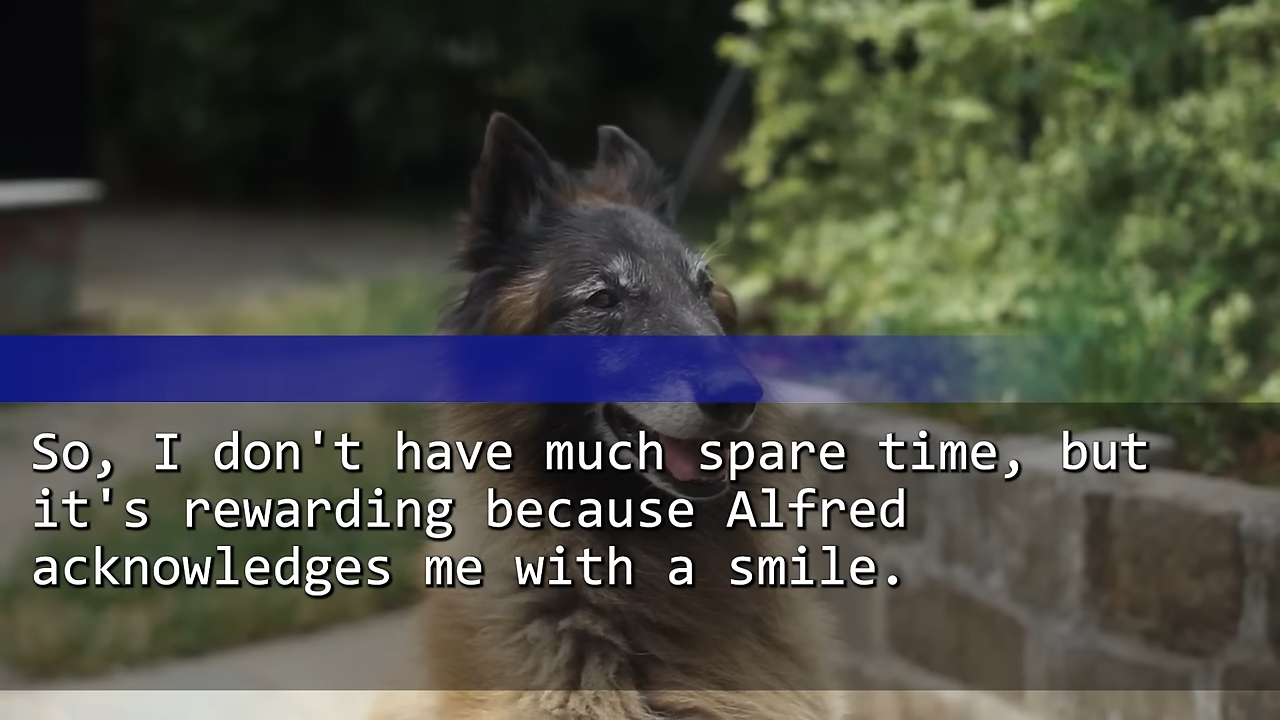 So, I don't have much spare time, but
it's rewarding because Alfred
acknowledges me with a smile.